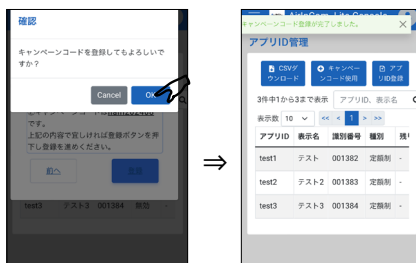 確認
キャンペーンコードを登録してもよろしいで
すか？
Cancel
OK
です。
上記の内容で宜しければ登録ボタンを押
下し登録を進めください。
前へ
登録
test3 テスト3 001384 無効 -
⇒
キャンペーンコード登録が完了しました。 ×
アプリID管理
CSVダ
ウンロード
キャンペー
ンコード使用
アプ
リID登録
3件中1から3まで表示 アプリID、表示名
表示数 10 << < 1 > >>
アプリID 表示名 識別番号 種別 残り
test1 テスト 001382 定額制 -
test2 テスト2 001383 定額制 -
test3 テスト3 001384 定額制 -